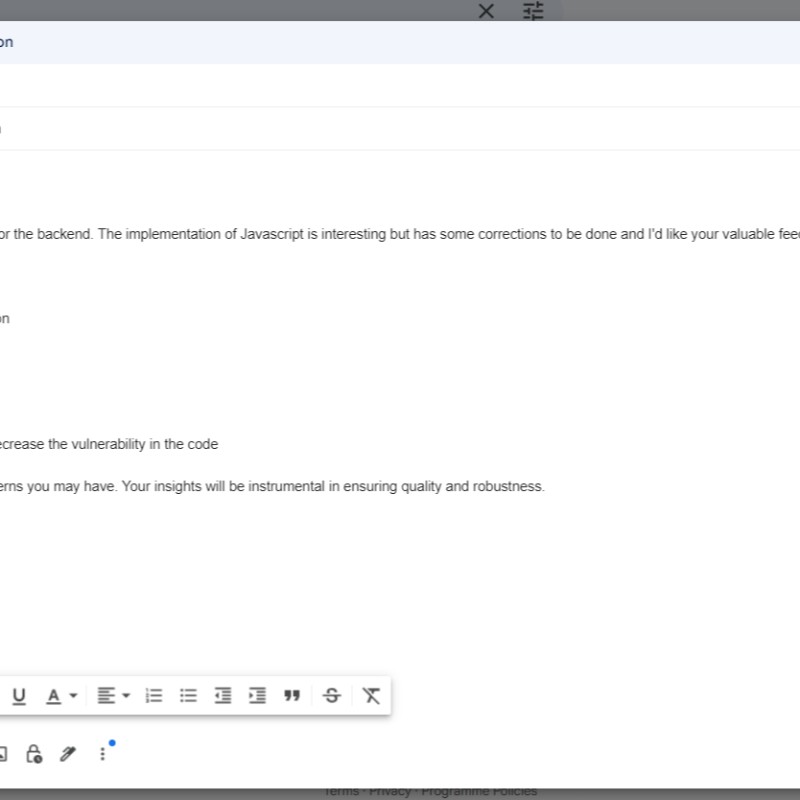 on
or the backend. The implementation of Javascript is interesting but has some corrections to be done and I'd like your valuable fee
on
ecrease the vulnerability in the code
erns you may have. Your insights will be instrumental in ensuring quality and robustness.
Terms · Privacy · Programme Policies